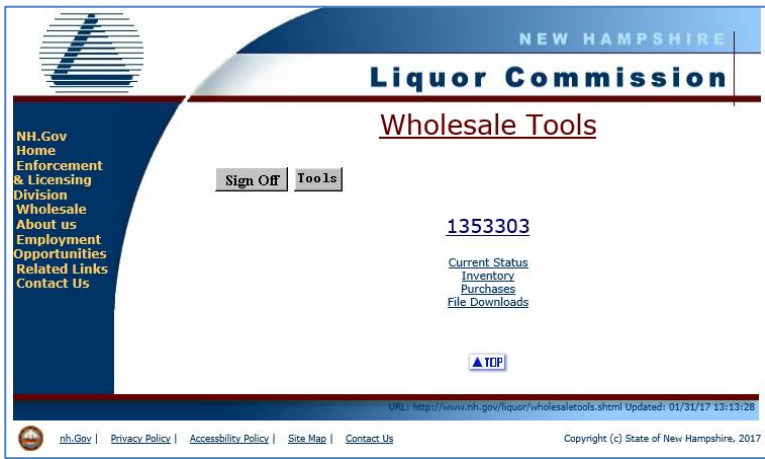 NEW HAMPSHIRE
Liquor Commission
Wholesale Tools
NH.Gov
Home
Enforcement
& Licensing
Division
Wholesale
About us
Employment
Opportunities
Related Links
Contact Us
Sign Off
Tools
1353303
Current Status
Inventory
Purchases
File Downloads
TOP
URL: http://www.nh.gov/liquor/wholesaletools.shtml Updated: 01/31/17 13:13:28
nh.Gov | Privacy Policy | Accessbility Policy | Site Map | Contact Us
Copyright (c) State of New Hampshire, 2017